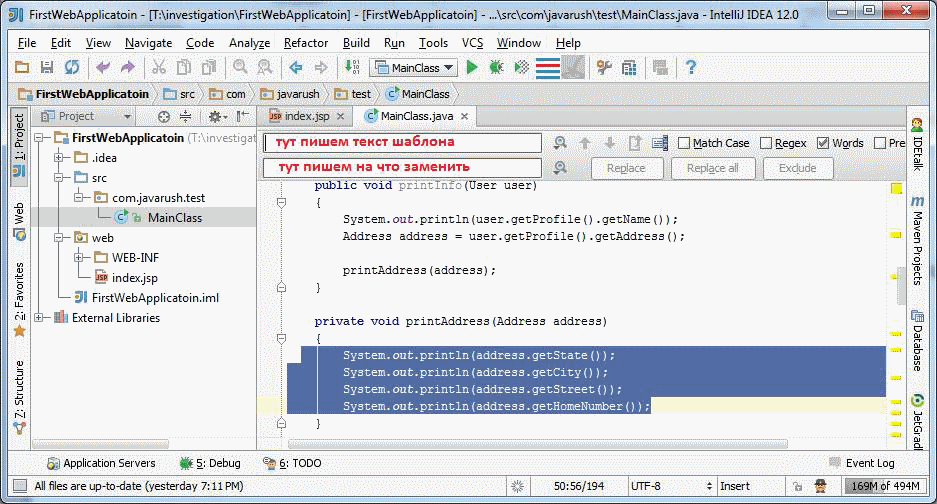 FirstWebApplicatoin - [T:\investigation\FirstWebApplicatoin] - [FirstWebApplicatoin] - ...\src\com\javarush\test\MainClass.java - IntelliJ IDEA 12.0
File Edit View Navigate Code Analyze Refactor Build Run Tools VCS Window Help
MainClass
FirstWebApplicatoin src com javarush test MainClass
1: Project
Web
2: Favorites
Z: Structure
Project
FirstWebApplicatoin (T:\investigat
.idea
src
com.javarush.test
MainClass
web
WEB-INF
index.jsp
FirstWebApplicatoin.iml
External Libraries
index.jsp MainClass.java
тут пишем текст шаблона
Match Case Regex Words Pre
тут пишем на что заменить
Replace Replace all Exclude
public void printInfo(User user)
{
System.out.println(user.getProfile().getName());
Address address = user.getProfile().getAddress();
printAddress(address);
}
private void printAddress(Address address)
{
System.out.println(address.getState());
System.out.println(address.getCity());
System.out.println(address.getStreet());
System.out.println(address.getHomeNumber());
}
IDEtalk
Maven Projects
Database
JetGradl
Application Servers 5: Debug 6: TODO Event Log
All files are up-to-date (yesterday 7:11 PM) 50:56/194 UTF-8 Insert 169M of 494M